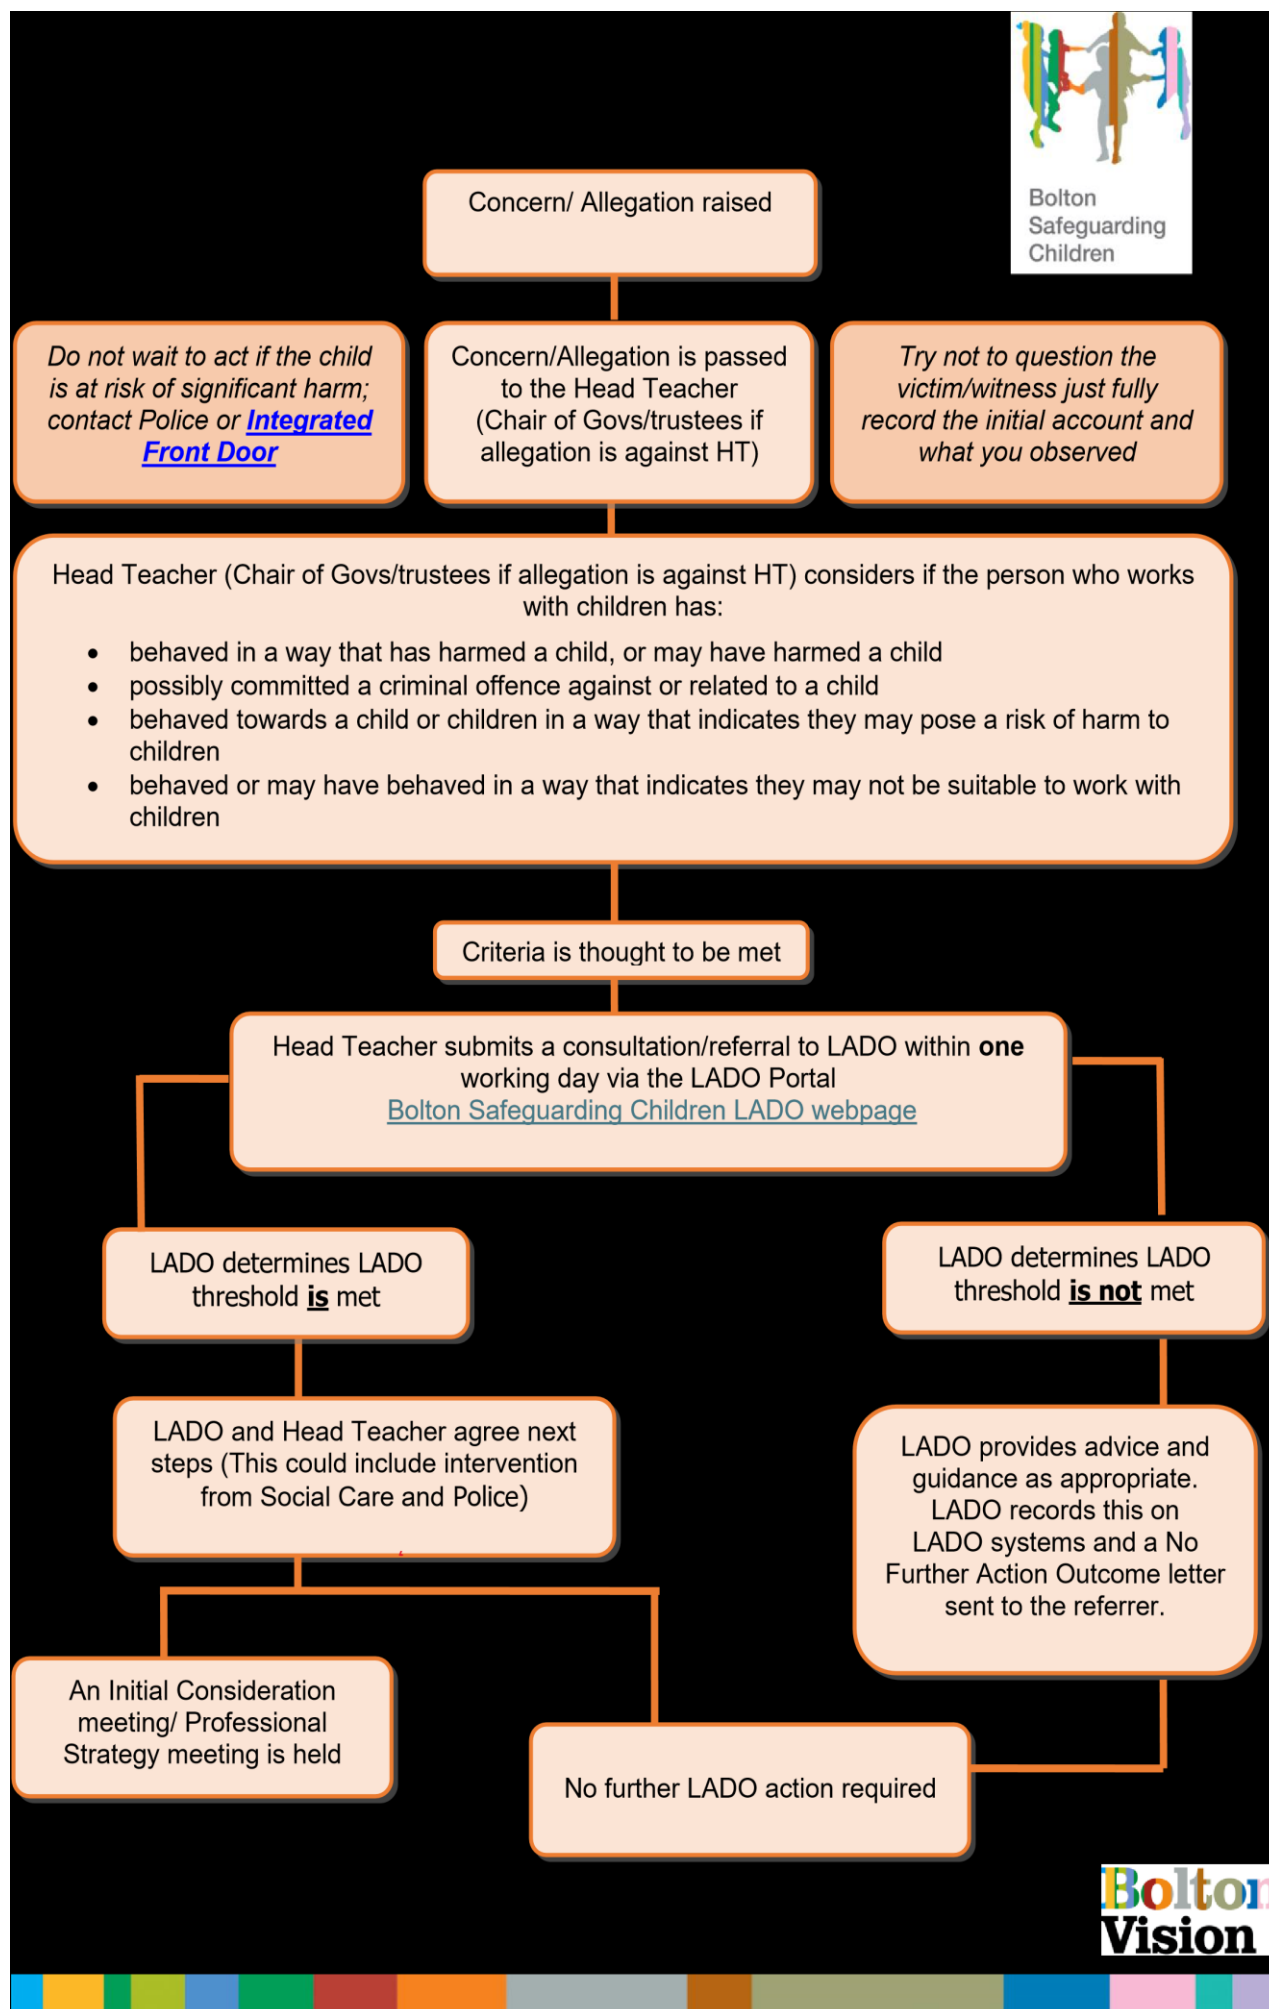 Bolton
Safeguarding
Children
Concern/ Allegation raised
Do not wait to act if the child
is at risk of significant harm;
contact Police or Integrated
Front Door
Concern/Allegation is passed
to the Head Teacher
(Chair of Govs/trustees if
allegation is against HT)
Try not to question the
victim/witness just fully
record the initial account and
what you observed
Head Teacher (Chair of Govs/trustees if allegation is against HT) considers if the person who works
with children has:
• behaved in a way that has harmed a child, or may have harmed a child
• possibly committed a criminal offence against or related to a child
• behaved towards a child or children in a way that indicates they may pose a risk of harm to
children
• behaved or may have behaved in a way that indicates they may not be suitable to work with
children
Criteria is thought to be met
Head Teacher submits a consultation/referral to LADO within one
working day via the LADO Portal
Bolton Safeguarding Children LADO webpage
LADO determines LADO
threshold is met
LADO determines LADO
threshold is not met
LADO and Head Teacher agree next
steps (This could include intervention
from Social Care and Police)
LADO provides advice and
guidance as appropriate.
LADO records this on
LADO systems and a No
Further Action Outcome letter
sent to the referrer.
An Initial Consideration
meeting/ Professional
Strategy meeting is held
No further LADO action required
Bolton
Vision